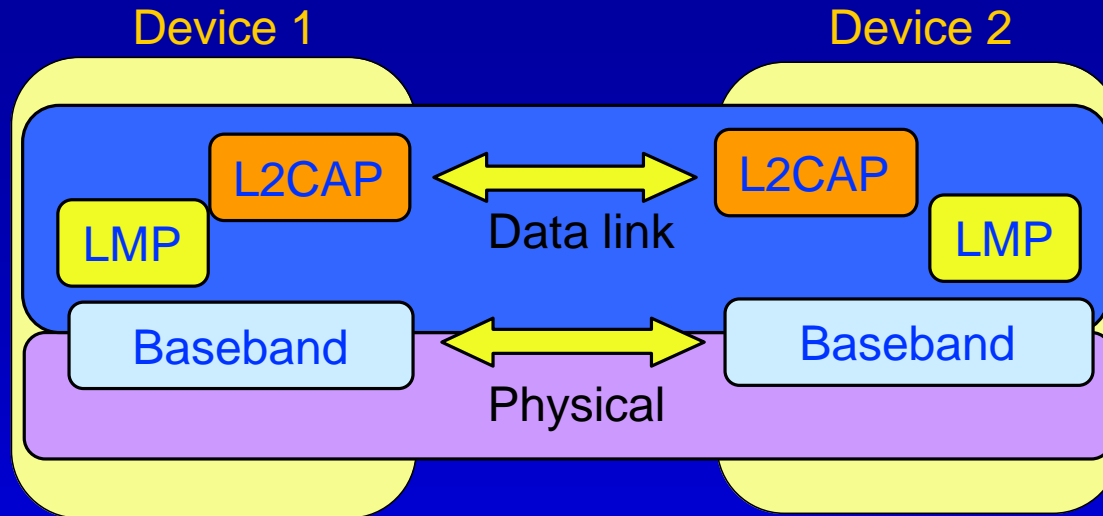 Device 1
Device 2
L2CAP
L2CAP
LMP
Data link
LMP
Baseband
Baseband
Physical